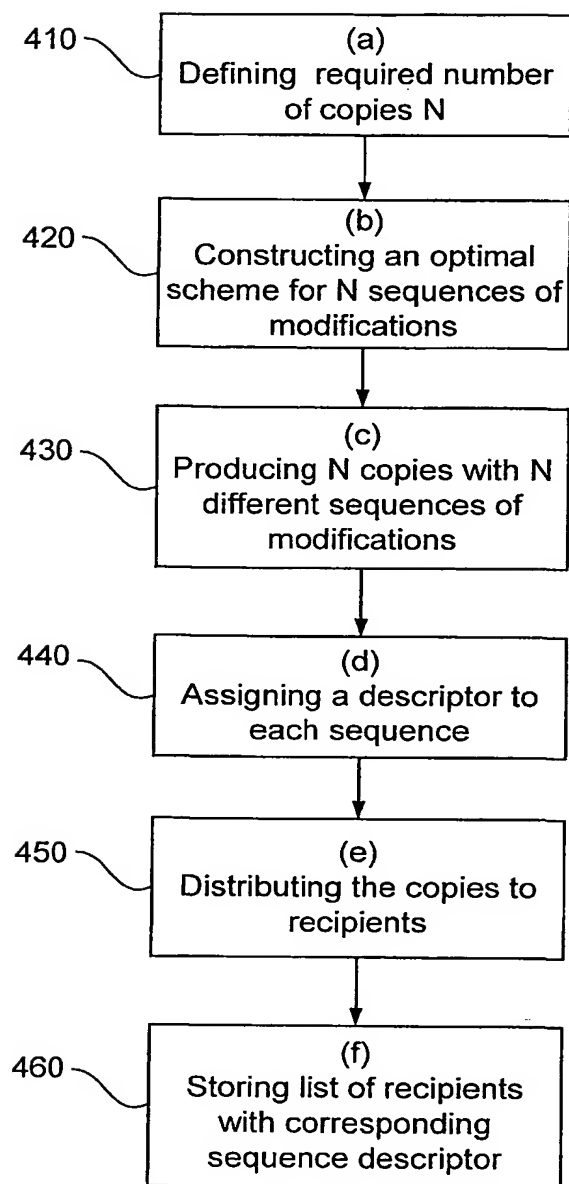 410
(a)
Defining required number
of copies N
420
(b)
Constructing an optimal
scheme for N sequences of
modifications
430
(c)
Producing N copies with N
different sequences of
modifications
440
(d)
Assigning a descriptor to
each sequence
450
(e)
Distributing the copies to
recipients
460
(f)
Storing list of recipients
with corresponding
sequence descriptor